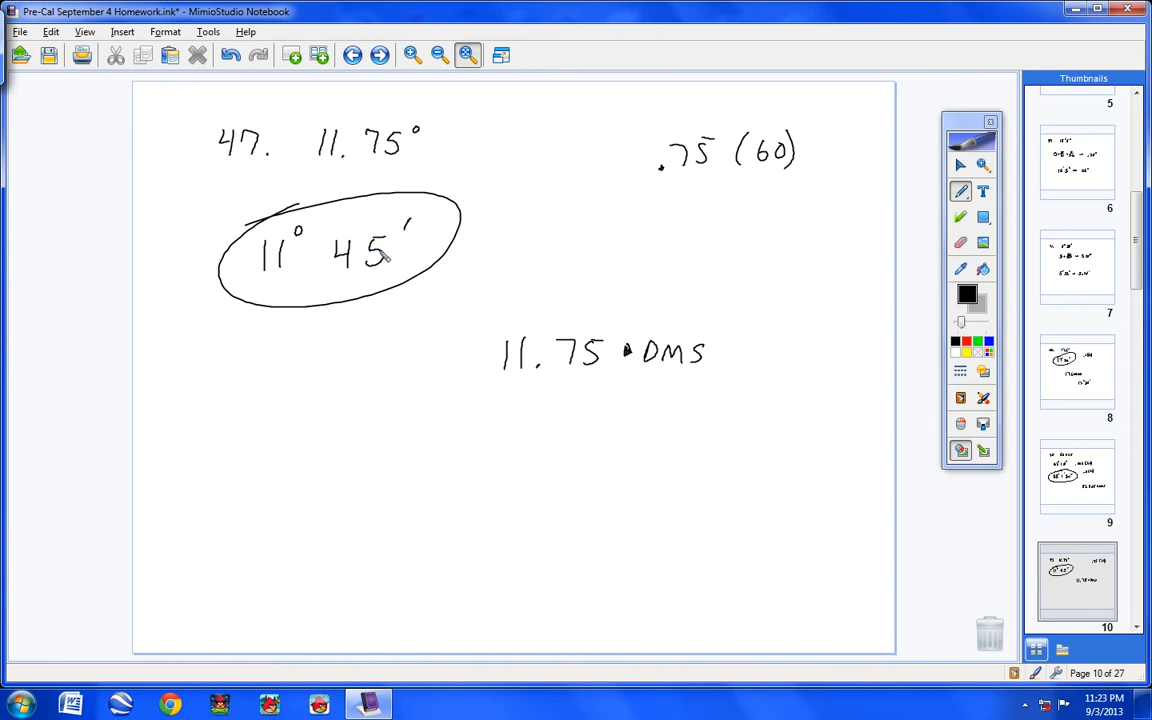 Pre-Cal September 4 Homework.ink* - MimioStudio Notebook
File Edit View Insert Format Tools Help
Thumbnails
47. 11.75°
.75 (60)
11° 45'
11.75 ▸DMS
5
7
8
9
10
Page 10 of 27
11:23 PM
9/3/2013